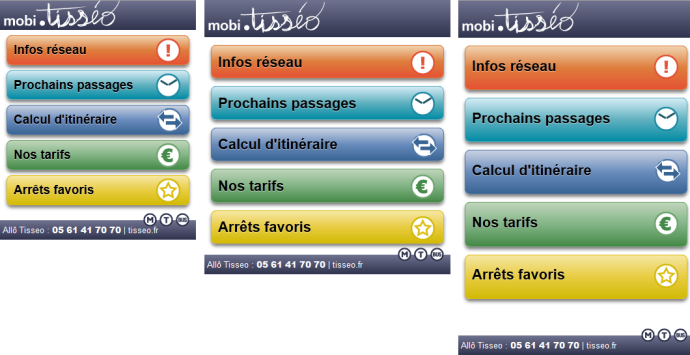 mobi.tisséo
Infos réseau
Prochains passages
Calcul d'itinéraire
Nos tarifs
€
Arrêts favoris
M T BUS
Allô Tisseo : 05 61 41 70 70 | tisseo.fr
mobi.tisséo
Infos réseau
Prochains passages
Calcul d'itinéraire
Nos tarifs
€
Arrêts favoris
M T BUS
Allô Tisseo : 05 61 41 70 70 | tisseo.fr
mobi.tisséo
Infos réseau
Prochains passages
Calcul d'itinéraire
Nos tarifs
€
Arrêts favoris
M T BUS
Allô Tisseo : 05 61 41 70 70 | tisseo.fr